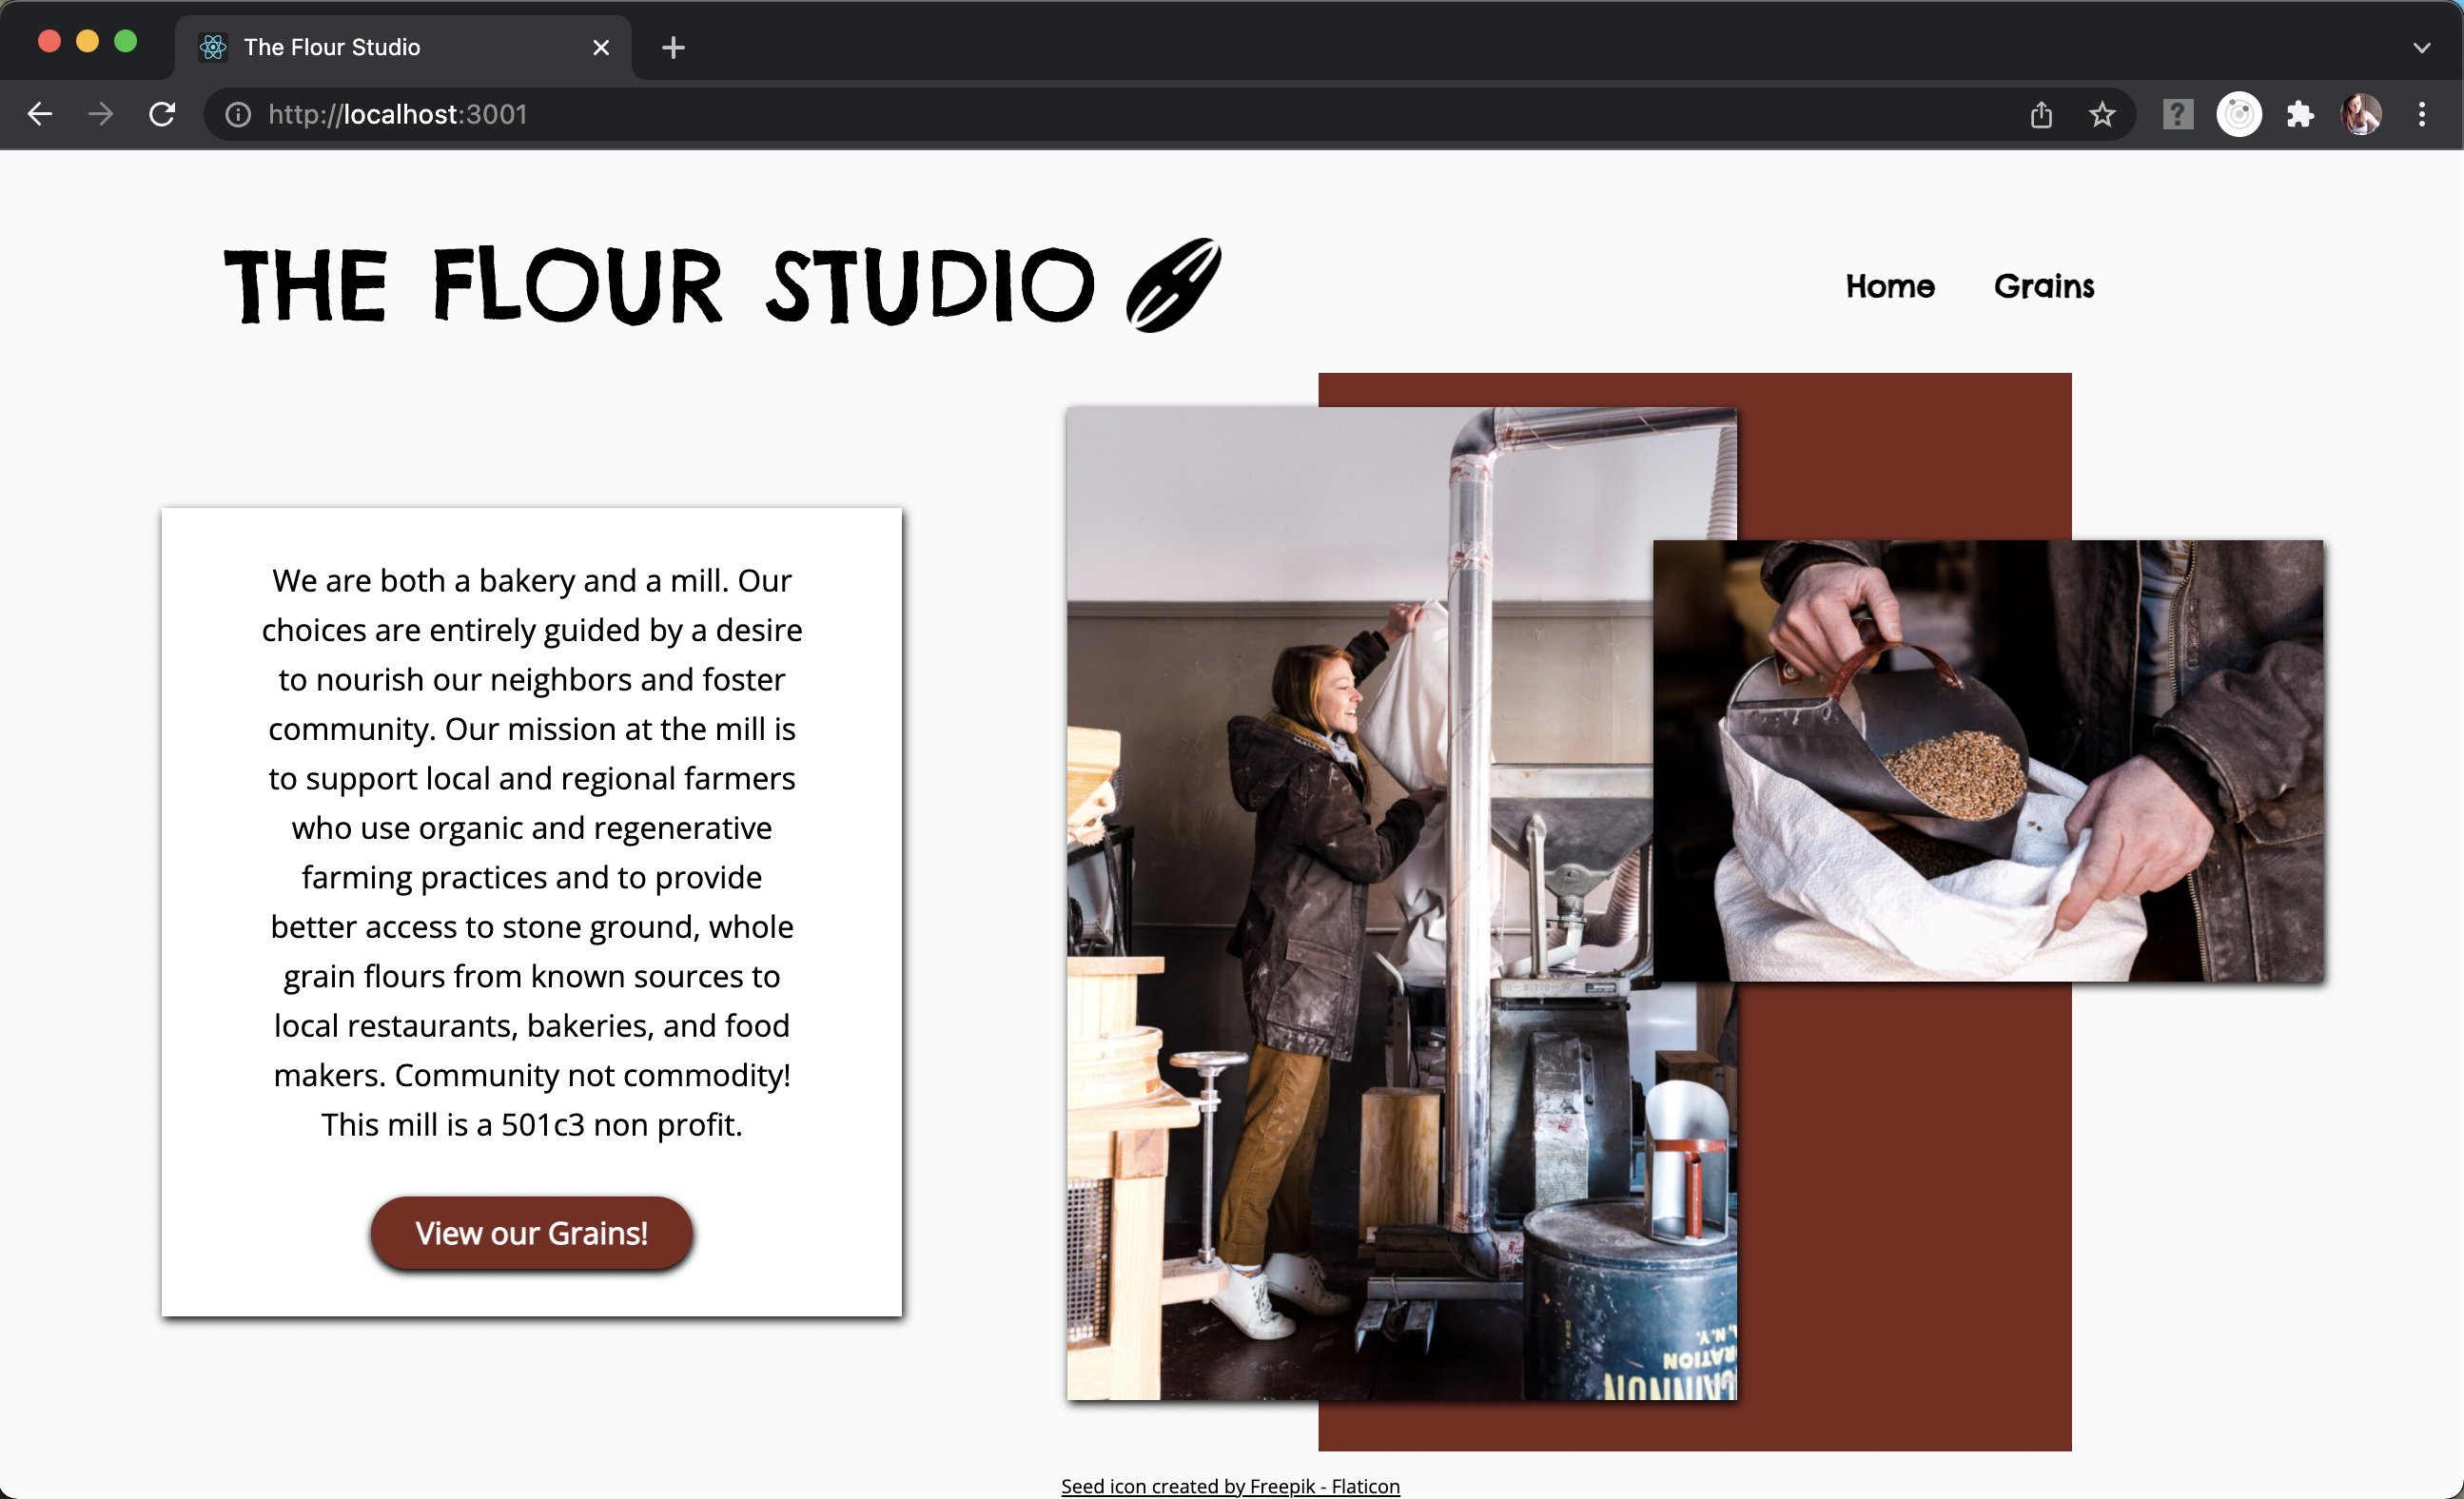 The Flour Studio
http://localhost:3001
THE FLOUR STUDIO
Home Grains
We are both a bakery and a mill. Our
choices are entirely guided by a desire
to nourish our neighbors and foster
community. Our mission at the mill is
to support local and regional farmers
who use organic and regenerative
farming practices and to provide
better access to stone ground, whole
grain flours from known sources to
local restaurants, bakeries, and food
makers. Community not commodity!
This mill is a 501c3 non profit.
View our Grains!
Seed icon created by Freepik - Flaticon